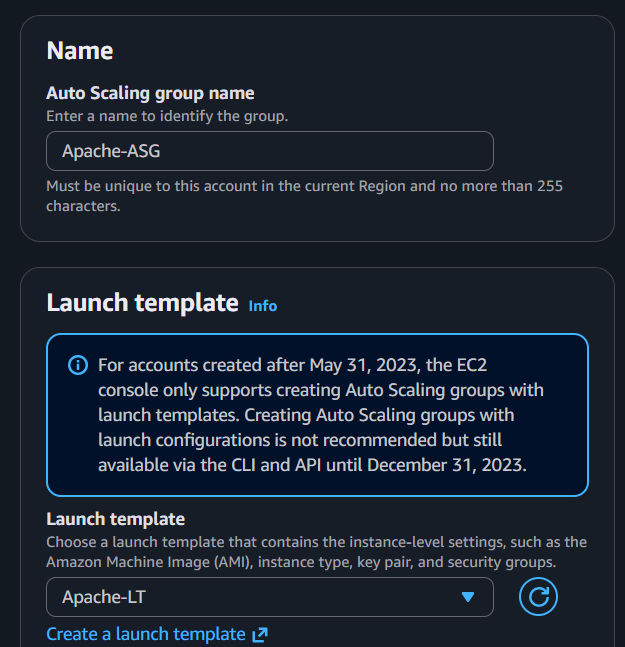 Name
Auto Scaling group name
Enter a name to identify the group.
Apache-ASG
Must be unique to this account in the current Region and no more than 255
characters.
Launch template Info
For accounts created after May 31, 2023, the EC2
console only supports creating Auto Scaling groups with
launch templates. Creating Auto Scaling groups with
launch configurations is not recommended but still
available via the CLI and API until December 31, 2023.
Launch template
Choose a launch template that contains the instance-level settings, such as the
Amazon Machine Image (AMI), instance type, key pair, and security groups.
Apache-LT
Create a launch template